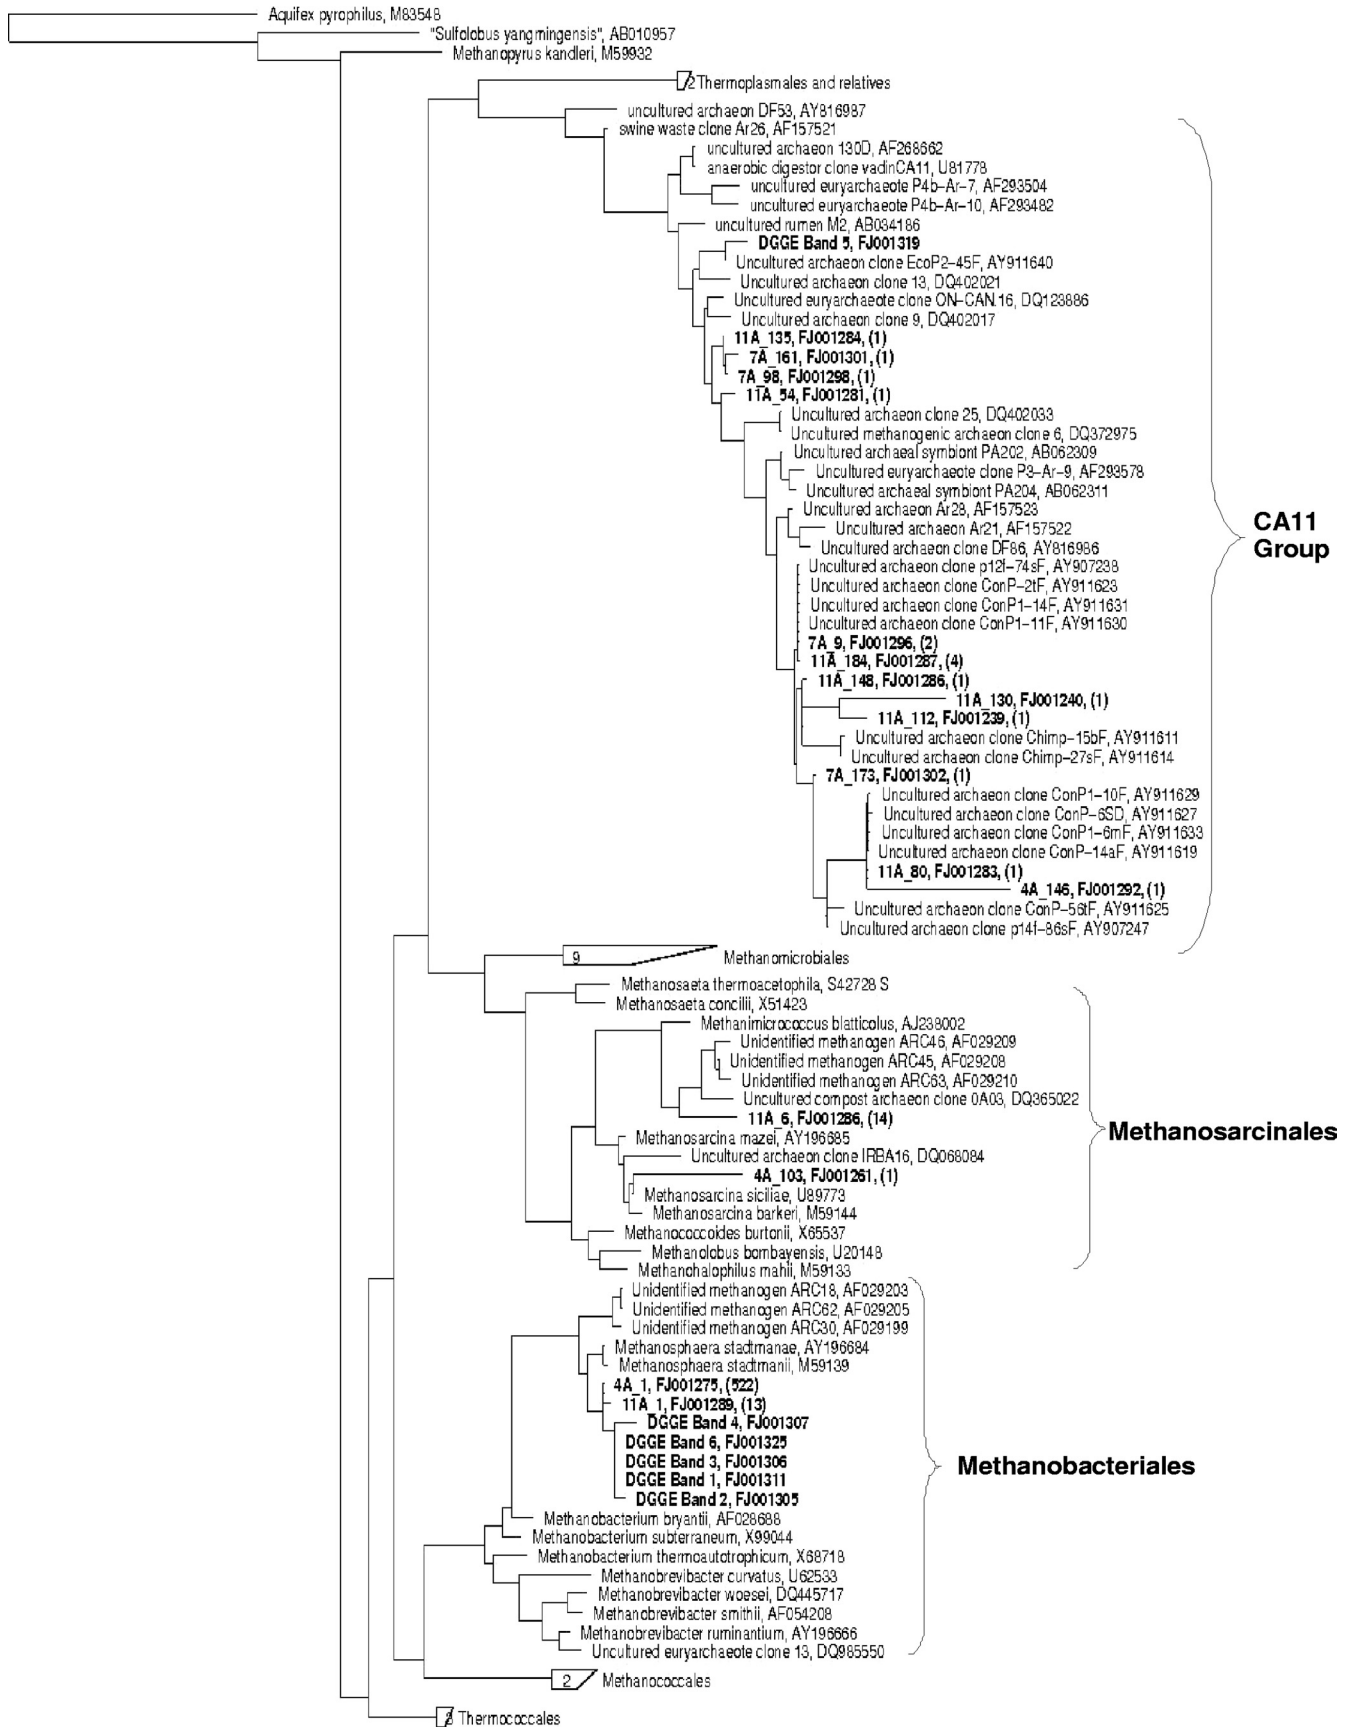 Aquifex pyrophilus, M83548
"Sulfolobus yangmingensis", AB010957
Methanopyrus kandleri, M59932
2 Thermoplasmales and relatives
uncultured archaeon DF53, AY816987
swine waste clone Ar26, AF157521
uncultured archaeon 130D, AF268662
anaerobic digestor clone vadinCA11, U81778
uncultured euryarchaeote P4b-Ar-7, AF293504
uncultured euryarchaeote P4b-Ar-10, AF293482
uncultured rumen M2, AB034186
DGGE Band 5, FJ001319
Uncultured archaeon clone EcoP2-45F, AY911640
Uncultured archaeon clone 13, DQ402021
Uncultured euryarchaeote clone ON-CAN.16, DQ123886
Uncultured archaeon clone 9, DQ402017
11A_135, FJ001284, (1)
7A_161, FJ001301, (1)
7A_98, FJ001298, (1)
11A_54, FJ001281, (1)
Uncultured archaeon clone 25, DQ402033
Uncultured methanogenic archaeon clone 6, DQ372975
Uncultured archaeal symbiont PA202, AB062309
Uncultured euryarchaeote clone P3-Ar-9, AF293578
Uncultured archaeal symbiont PA204, AB062311
Uncultured archaeon Ar28, AF157523
Uncultured archaeon Ar21, AF157522
Uncultured archaeon clone DF86, AY816986
CA11
Group
Uncultured archaeon clone p12f-74sF, AY907238
Uncultured archaeon clone ConP-2tF, AY911623
Uncultured archaeon clone ConP1-14F, AY911631
Uncultured archaeon clone ConP1-11F, AY911630
7A_9, FJ001296, (2)
11A_184, FJ001287, (4)
11A_148, FJ001286, (1)
11A_130, FJ001240, (1)
11A_112, FJ001239, (1)
Uncultured archaeon clone Chimp-15bF, AY911611
Uncultured archaeon clone Chimp-27sF, AY911614
7A_173, FJ001302, (1)
Uncultured archaeon clone ConP1-10F, AY911629
Uncultured archaeon clone ConP-6SD, AY911627
Uncultured archaeon clone ConP1-6mF, AY911633
Uncultured archaeon clone ConP-14aF, AY911619
11A_80, FJ001283, (1)
4A_146, FJ001292, (1)
Uncultured archaeon clone ConP-56tF, AY911625
Uncultured archaeon clone p14f-86sF, AY907247
9 Methanomicrobiales
Methanosaeta thermoacetophila, S42728 S
Methanosaeta concilii, X51423
Methanimicrococcus blatticolus, AJ238002
Unidentified methanogen ARC46, AF029209
Unidentified methanogen ARC45, AF029208
Unidentified methanogen ARC63, AF029210
Uncultured compost archaeon clone 0A03, DQ365022
11A_6, FJ001286, (14)
Methanosarcinales
Methanosarcina mazei, AY196685
Uncultured archaeon clone IRBA16, DQ068084
4A_103, FJ001261, (1)
Methanosarcina siciliae, U89773
Methanosarcina barkeri, M59144
Methanococcoides burtonii, X65537
Methanolobus bombayensis, U20148
Methanohalophilus mahii, M59133
Unidentified methanogen ARC18, AF029203
Unidentified methanogen ARC62, AF029205
Unidentified methanogen ARC30, AF029199
Methanosphaera stadtmanae, AY196684
Methanosphaera stadtmanii, M59139
4A_1, FJ001275, (522)
11A_1, FJ001289, (13)
DGGE Band 4, FJ001307
DGGE Band 6, FJ001325
DGGE Band 3, FJ001306
Methanobacteriales
DGGE Band 1, FJ001311
DGGE Band 2, FJ001305
Methanobacterium bryantii, AF028688
Methanobacterium subterraneum, X99044
Methanobacterium thermoautotrophicum, X68718
Methanobrevibacter curvatus, U62533
Methanobrevibacter woesei, DQ445717
Methanobrevibacter smithii, AF054208
Methanobrevibacter ruminantium, AY196666
Uncultured euryarchaeote clone 13, DQ985550
2 Methanococcales
Thermococcales